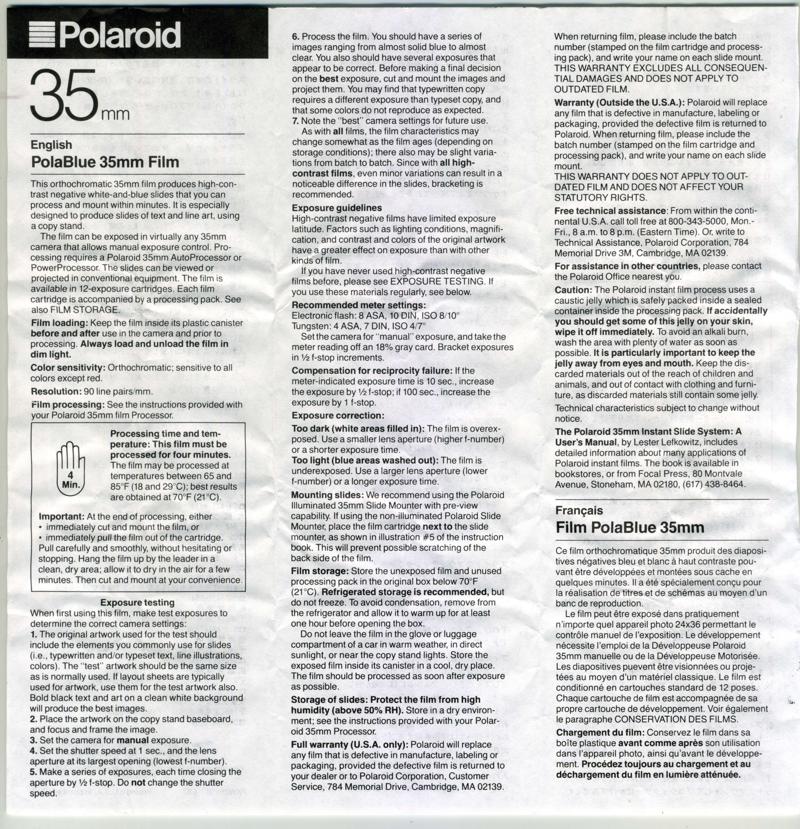 Polaroid
35mm
English
PolaBlue 35mm Film
This orthochromatic 35mm film produces high-con-
trast negative white-and-blue slides that you can
process and mount within minutes. It is especially
designed to produce slides of text and line art, using
a copy stand.
The film can be exposed in virtually any 35mm
camera that allows manual exposure control. Pro-
cessing requires a Polaroid 35mm AutoProcessor or
PowerProcessor. The slides can be viewed or
projected in conventional equipment. The film is
available in 12-exposure cartridges. Each film
cartridge is accompanied by a processing pack. See
also FILM STORAGE.
Film loading: Keep the film inside its plastic canister
before and after use in the camera and prior to
processing. Always load and unload the film in
dim light.
Color sensitivity: Orthochromatic; sensitive to all
colors except red.
Resolution: 90 line pairs/mm.
Film processing: See the instructions provided with
your Polaroid 35mm film Processor.
4
Min.
Processing time and tem-
perature: This film must be
processed for four minutes.
The film may be processed at
temperatures between 65 and
85°F (18 and 29°C); best results
are obtained at 70°F (21°C).
Important: At the end of processing, either
• immediately cut and mount the film, or
• immediately pull the film out of the cartridge.
Pull carefully and smoothly, without hesitating or
stopping. Hang the film up by the leader in a
clean, dry area; allow it to dry in the air for a few
minutes. Then cut and mount at your convenience.
Exposure testing
When first using this film, make test exposures to
determine the correct camera settings:
1. The original artwork used for the test should
include the elements you commonly use for slides
(i.e., typewritten and/or typeset text, line illustrations,
colors). The "test" artwork should be the same size
as is normally used. If layout sheets are typically
used for artwork, use them for the test artwork also.
Bold black text and art on a clean white background
will produce the best images.
2. Place the artwork on the copy stand baseboard,
and focus and frame the image.
3. Set the camera for manual exposure.
4. Set the shutter speed at 1 sec., and the lens
aperture at its largest opening (lowest f-number).
5. Make a series of exposures, each time closing the
aperture by ½ f-stop. Do not change the shutter
speed.
6. Process the film. You should have a series of
images ranging from almost solid blue to almost
clear. You also should have several exposures that
appear to be correct. Before making a final decision
on the best exposure, cut and mount the images and
project them. You may find that typewritten copy
requires a different exposure than typeset copy, and
that some colors do not reproduce as expected.
7. Note the "best" camera settings for future use.
As with all films, the film characteristics may
change somewhat as the film ages (depending on
storage conditions); there also may be slight varia-
tions from batch to batch. Since with all high-
contrast films, even minor variations can result in a
noticeable difference in the slides, bracketing is
recommended.
Exposure guidelines
High-contrast negative films have limited exposure
latitude. Factors such as lighting conditions, magnifi-
cation, and contrast and colors of the original artwork
have a greater effect on exposure than with other
kinds of film.
If you have never used high-contrast negative
films before, please see EXPOSURE TESTING. If
you use these materials regularly, see below.
Recommended meter settings:
Electronic flash: 8 ASA, 10 DIN, ISO 8/10°
Tungsten: 4 ASA, 7 DIN, ISO 4/7°
Set the camera for "manual" exposure, and take the
meter reading off an 18% gray card. Bracket exposures
in ½ f-stop increments.
Compensation for reciprocity failure: If the
meter-indicated exposure time is 10 sec., increase
the exposure by ½ f-stop; if 100 sec., increase the
exposure by 1 f-stop.
Exposure correction:
Too dark (white areas filled in): The film is overex-
posed. Use a smaller lens aperture (higher f-number)
or a shorter exposure time.
Too light (blue areas washed out): The film is
underexposed. Use a larger lens aperture (lower
f-number) or a longer exposure time.
Mounting slides: We recommend using the Polaroid
Illuminated 35mm Slide Mounter with pre-view
capability. If using the non-illuminated Polaroid Slide
Mounter, place the film cartridge next to the slide
mounter, as shown in illustration #5 of the instruction
book. This will prevent possible scratching of the
back side of the film.
Film storage: Store the unexposed film and unused
processing pack in the original box below 70°F
(21°C). Refrigerated storage is recommended, but
do not freeze. To avoid condensation, remove from
the refrigerator and allow it to warm up for at least
one hour before opening the box.
Do not leave the film in the glove or luggage
compartment of a car in warm weather, in direct
sunlight, or near the copy stand lights. Store the
exposed film inside its canister in a cool, dry place.
The film should be processed as soon after exposure
as possible.
Storage of slides: Protect the film from high
humidity (above 50% RH). Store in a dry environ-
ment; see the instructions provided with your Polar-
oid 35mm Processor.
Full warranty (U.S.A. only): Polaroid will replace
any film that is defective in manufacture, labeling or
packaging, provided the defective film is returned to
your dealer or to Polaroid Corporation, Customer
Service, 784 Memorial Drive, Cambridge, MA 02139.
When returning film, please include the batch
number (stamped on the film cartridge and process-
ing pack), and write your name on each slide mount.
THIS WARRANTY EXCLUDES ALL CONSEQUEN-
TIAL DAMAGES AND DOES NOT APPLY TO
OUTDATED FILM.
Warranty (Outside the U.S.A.): Polaroid will replace
any film that is defective in manufacture, labeling or
packaging, provided the defective film is returned to
Polaroid. When returning film, please include the
batch number (stamped on the film cartridge and
processing pack), and write your name on each slide
mount.
THIS WARRANTY DOES NOT APPLY TO OUT-
DATED FILM AND DOES NOT AFFECT YOUR
STATUTORY RIGHTS.
Free technical assistance: From within the conti-
nental U.S.A. call toll free at 800-343-5000, Mon.-
Fri., 8 a.m. to 8 p.m. (Eastern Time). Or, write to
Technical Assistance, Polaroid Corporation, 784
Memorial Drive 3M, Cambridge, MA 02139.
For assistance in other countries, please contact
the Polaroid Office nearest you.
Caution: The Polaroid instant film process uses a
caustic jelly which is safely packed inside a sealed
container inside the processing pack. If accidentally
you should get some of this jelly on your skin,
wipe it off immediately. To avoid an alkali burn,
wash the area with plenty of water as soon as
possible. It is particularly important to keep the
jelly away from eyes and mouth. Keep the dis-
carded materials out of the reach of children and
animals, and out of contact with clothing and furni-
ture, as discarded materials still contain some jelly.
Technical characteristics subject to change without
notice.
The Polaroid 35mm Instant Slide System: A
User's Manual, by Lester Lefkowitz, includes
detailed information about many applications of
Polaroid instant films. The book is available in
bookstores, or from Focal Press, 80 Montvale
Avenue, Stoneham, MA 02180, (617) 438-8464.
Français
Film PolaBlue 35mm
Ce film orthochromatique 35mm produit des disposi-
tives négatives bleu et blanc à haut contraste pou-
vant être développées et montées sous cache en
quelques minutes. Il a été spécialement conçu pour
la réalisation de titres et de schémas au moyen d'un
banc de reproduction.
Le film peut être exposé dans pratiquement
n'importe quel appareil photo 24x36 permettant le
contrôle manuel de l'exposition. Le développement
nécessite l'emploi de la Développeuse Polaroid
35mm manuelle ou de la Développeuse Motorisée.
Les diapositives puevent être visionnées ou proje-
tées au moyen d'un matériel classique. Le film est
conditionné en cartouches standard de 12 poses.
Chaque cartouche de film est accompagnée de sa
propre cartouche de développement. Voir également
le paragraphe CONSERVATION DES FILMS.
Chargement du film: Conservez le film dans sa
boîte plastique avant comme après son utilisation
dans l'appareil photo, ainsi qu'avant le développe-
ment. Procédez toujours au chargement et au
déchargement du film en lumière atténuée.